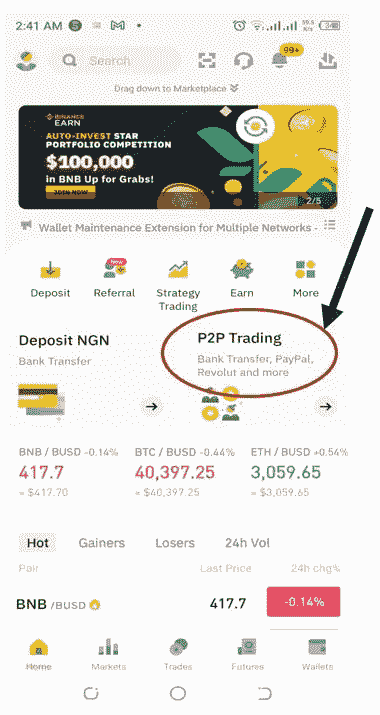 2:41 AM
99+
Search
Drag down to Marketplace
BINANCE
EARN
AUTO-INVEST STAR
PORTFOLIO COMPETITION
$100,000
in BNB Up for Grabs!
JOIN NOW
2/5
Wallet Maintenance Extension for Multiple Networks -
New
Deposit Referral Strategy Trading Earn More
Deposit NGN
Bank Transfer
P2P Trading
Bank Transfer, PayPal,
Revolut and more
BNB / BUSD -0.14% BTC / BUSD -0.44% ETH / BUSD +0.54%
417.7 40,397.25 3,059.65
≈ $417.70 ≈ $40,397.25 ≈ $3,059.65
Hot Gainers Losers 24h Vol
Pair Last Price 24h chg%
BNB /BUSD 417.7 -0.14%
Home Markets Trades Futures Wallets